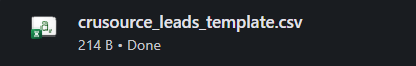 crusource_leads_template.csv
214 B • Done